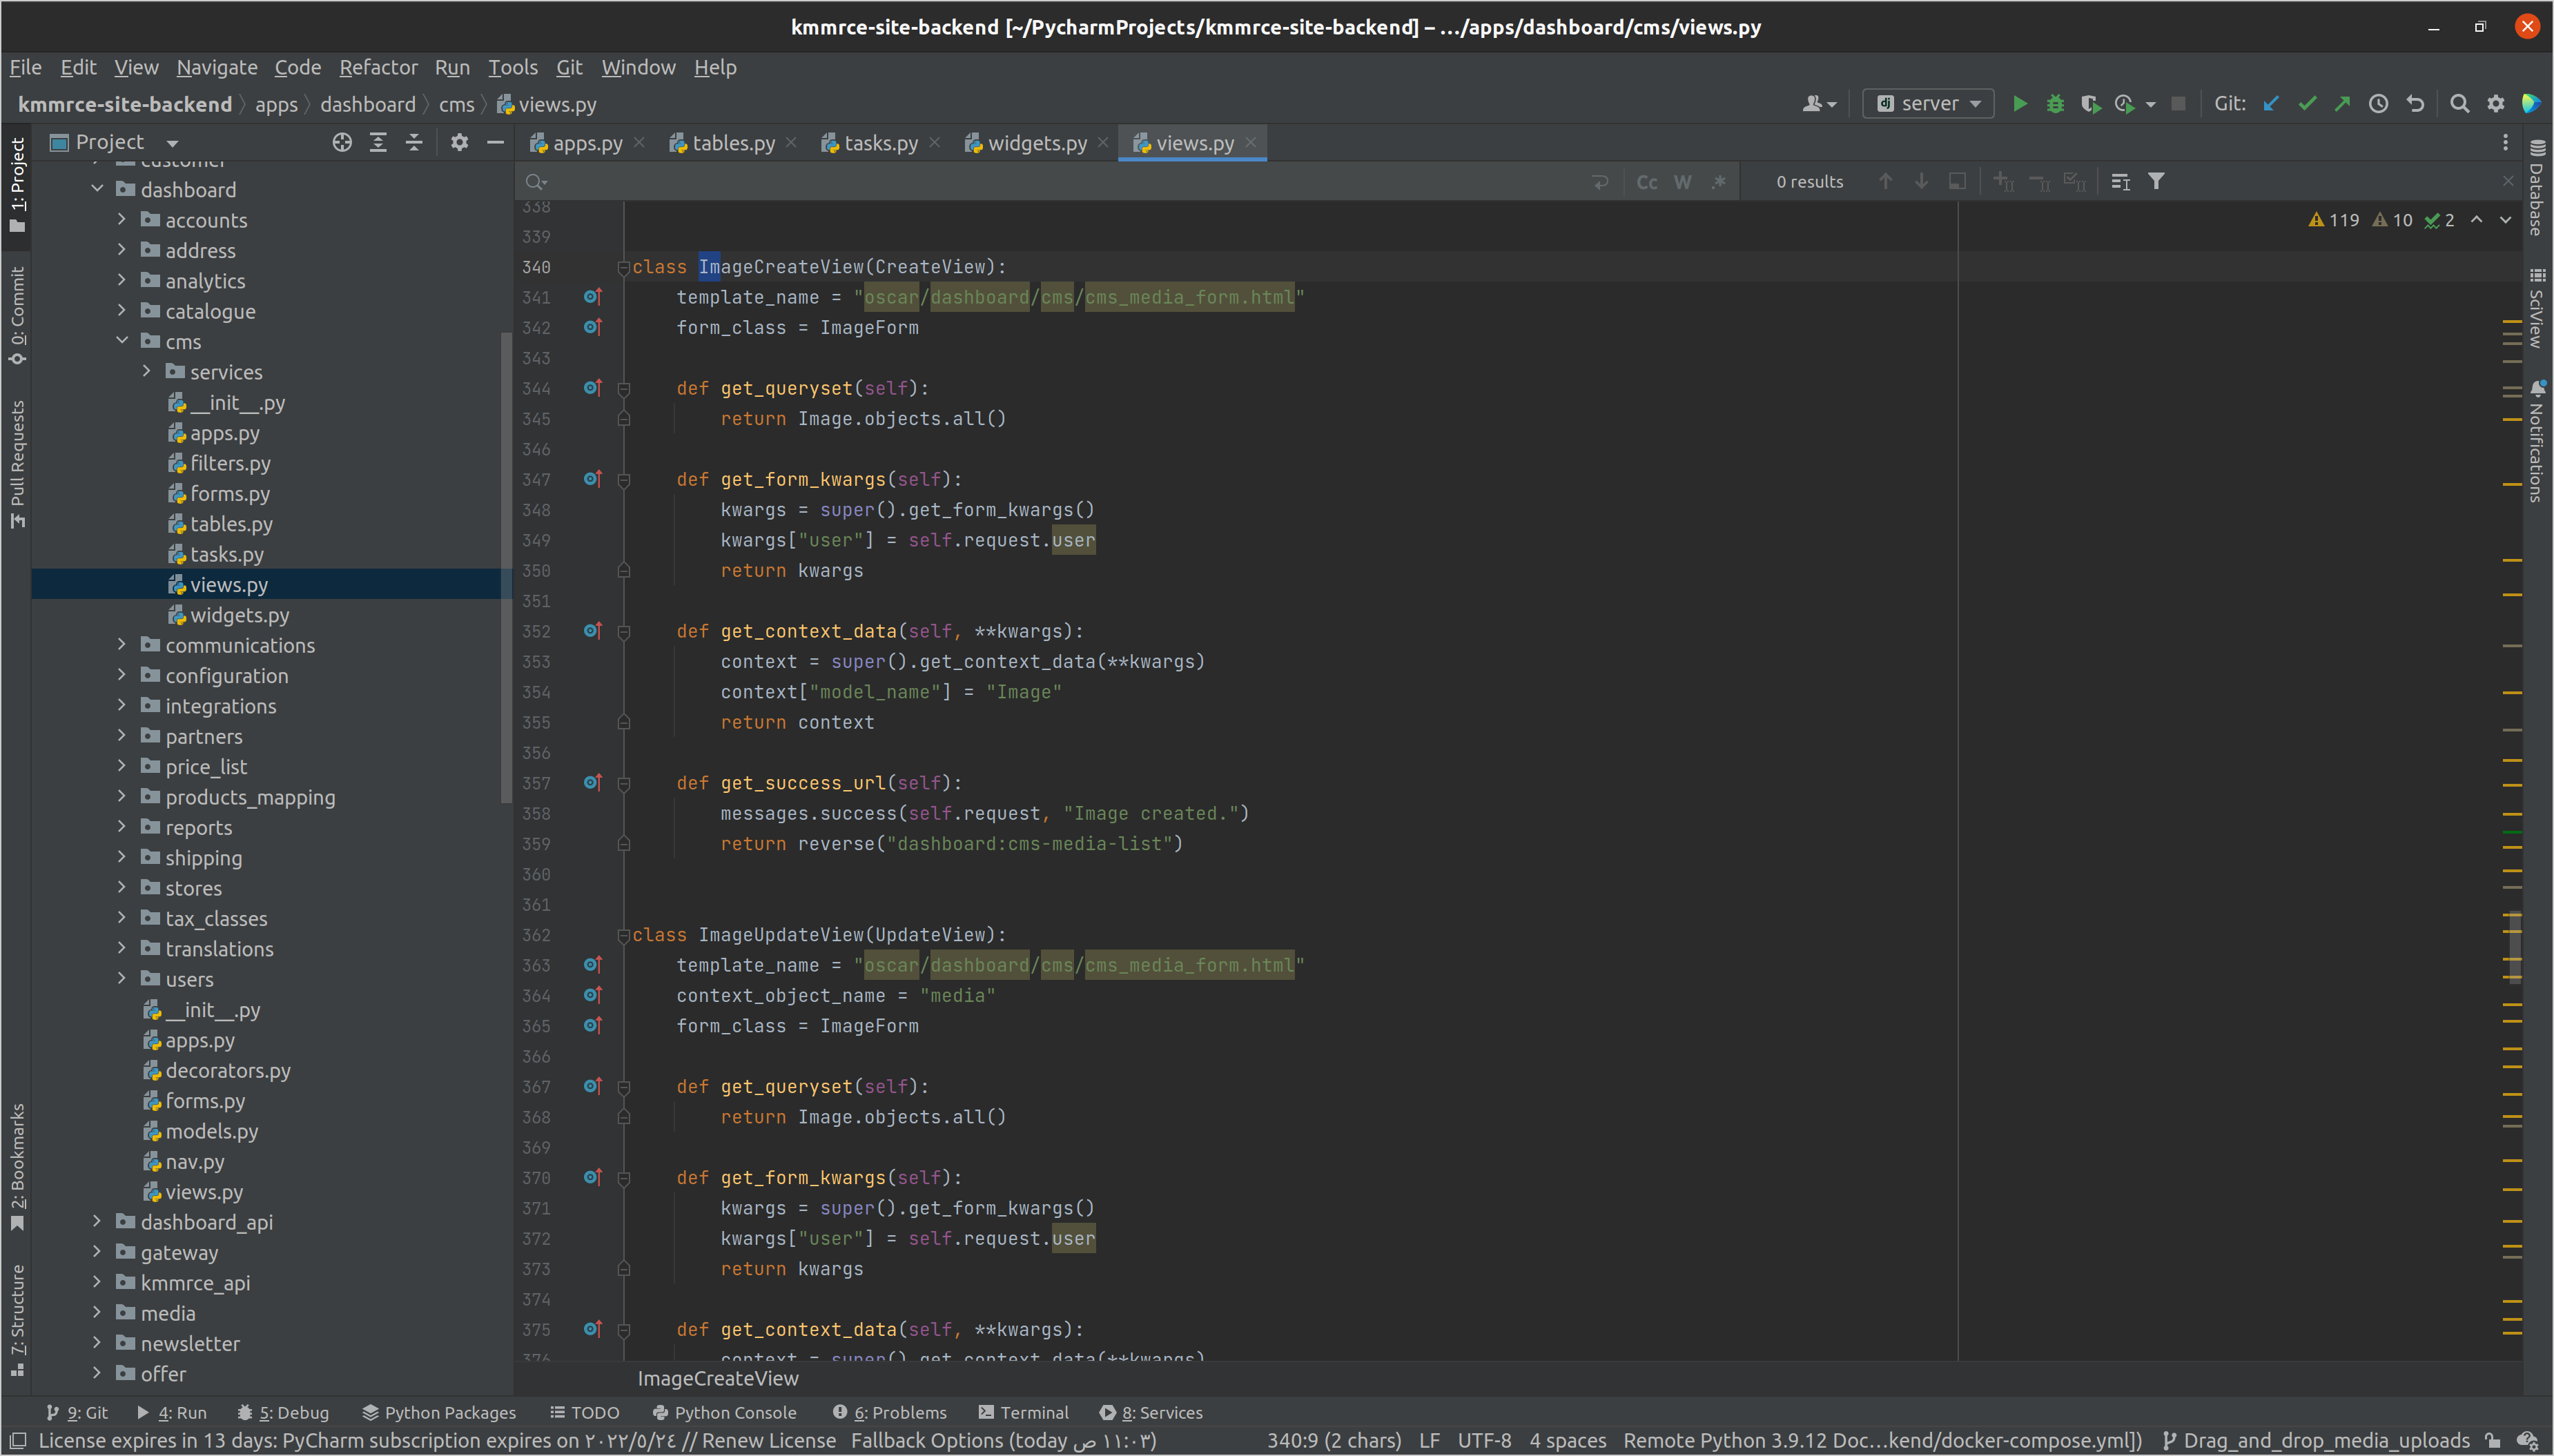 kmmrce-site-backend [~/PycharmProjects/kmmrce-site-backend] – .../apps/dashboard/cms/views.py
File Edit View Navigate Code Refactor Run Tools Git Window Help
kmmrce-site-backend apps dashboard cms views.py
server
Git:
Project
apps.py
tables.py
tasks.py
widgets.py
views.py
Cc W .*
0 results
119 10 2
1: Project
0: Commit
Pull Requests
2: Bookmarks
7: Structure
customer
dashboard
accounts
address
analytics
catalogue
cms
services
__init__.py
apps.py
filters.py
forms.py
tables.py
tasks.py
views.py
widgets.py
communications
configuration
integrations
partners
price_list
products_mapping
reports
shipping
stores
tax_classes
translations
users
__init__.py
apps.py
decorators.py
forms.py
models.py
nav.py
views.py
dashboard_api
gateway
kmmrce_api
media
newsletter
offer
338
339
340 class ImageCreateView(CreateView):
341 template_name = "oscar/dashboard/cms/cms_media_form.html"
342 form_class = ImageForm
343
344 def get_queryset(self):
345 return Image.objects.all()
346
347 def get_form_kwargs(self):
348 kwargs = super().get_form_kwargs()
349 kwargs["user"] = self.request.user
350 return kwargs
351
352 def get_context_data(self, **kwargs):
353 context = super().get_context_data(**kwargs)
354 context["model_name"] = "Image"
355 return context
356
357 def get_success_url(self):
358 messages.success(self.request, "Image created.")
359 return reverse("dashboard:cms-media-list")
360
361
362 class ImageUpdateView(UpdateView):
363 template_name = "oscar/dashboard/cms/cms_media_form.html"
364 context_object_name = "media"
365 form_class = ImageForm
366
367 def get_queryset(self):
368 return Image.objects.all()
369
370 def get_form_kwargs(self):
371 kwargs = super().get_form_kwargs()
372 kwargs["user"] = self.request.user
373 return kwargs
374
375 def get_context_data(self, **kwargs):
376 context = super().get_context_data(**kwargs)
ImageCreateView
Database
SciView
Notifications
9: Git 4: Run 5: Debug Python Packages TODO Python Console 6: Problems Terminal 8: Services
License expires in 13 days: PyCharm subscription expires on ٢٠٢٢/٥/٢٤ // Renew License Fallback Options (today ١١:٠٣ ص) 340:9 (2 chars) LF UTF-8 4 spaces Remote Python 3.9.12 Doc...kend/docker-compose.yml]) Drag_and_drop_media_uploads